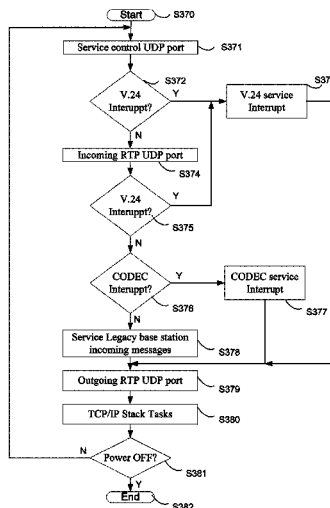 Start
S370
Service control UDP port
S371
S372
V.24
Interuppt?
Y
V.24 service
Interrupt
N
Incoming RTP UDP port
S374
V.24
Interuppt?
Y
S375
N
CODEC
Interuppt?
Y
CODEC service
Interrupt
S376
S377
N
Service Legacy base station
incoming messages
S378
Outgoing RTP UDP port
S379
TCP/IP Stack Tasks
S380
N
Power OFF?
S381
Y
End
S382